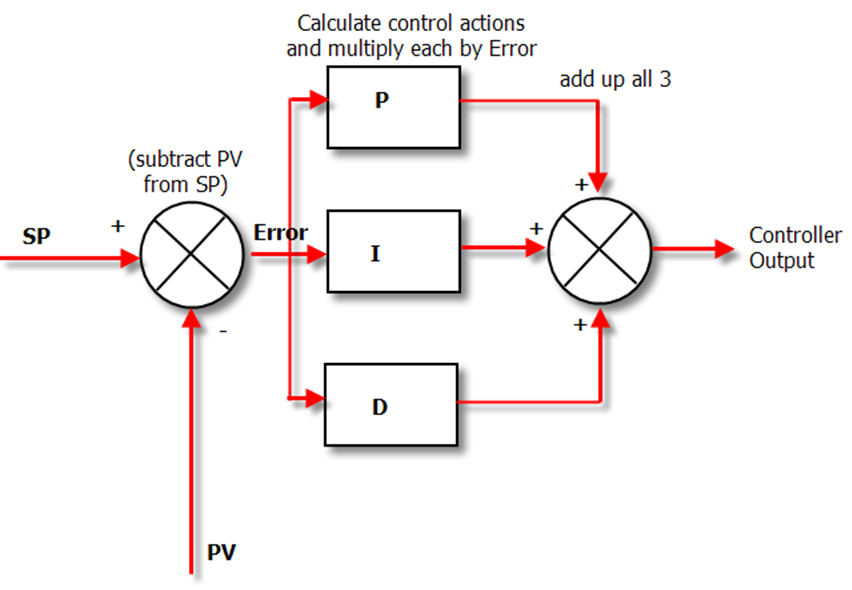 Calculate control actions
and multiply each by Error
P
add up all 3
(subtract PV
from SP)
+
SP
+
Error
I
+
Controller
Output
-
+
D
PV